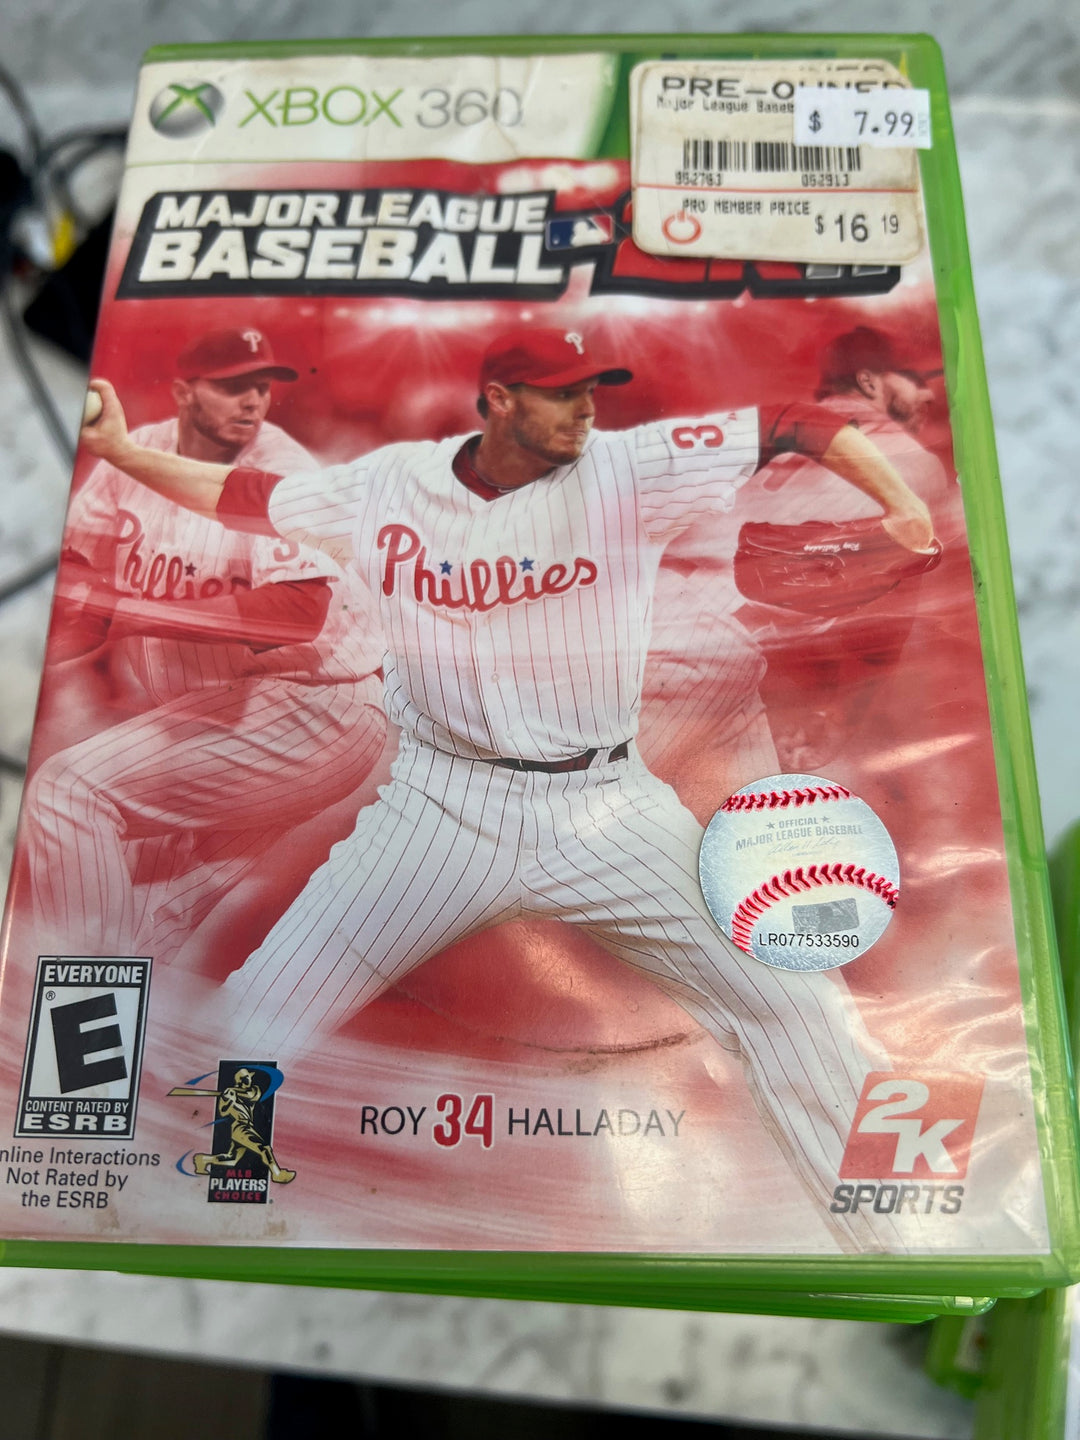 XBOX 360
PRE-OWNED
Major League Baseb
$ 7.99
952763 052913
PRO MEMBER PRICE
$ 16 19
MAJOR LEAGUE
BASEBALL
2K11
P
P
3
Phillies
Phillies
★ OFFICIAL ★
MAJOR LEAGUE BASEBALL
LR077533590
EVERYONE
E
®
CONTENT RATED BY
ESRB
nline Interactions
Not Rated by
the ESRB
MLB
PLAYERS
CHOICE
ROY 34 HALLADAY
2K
SPORTS